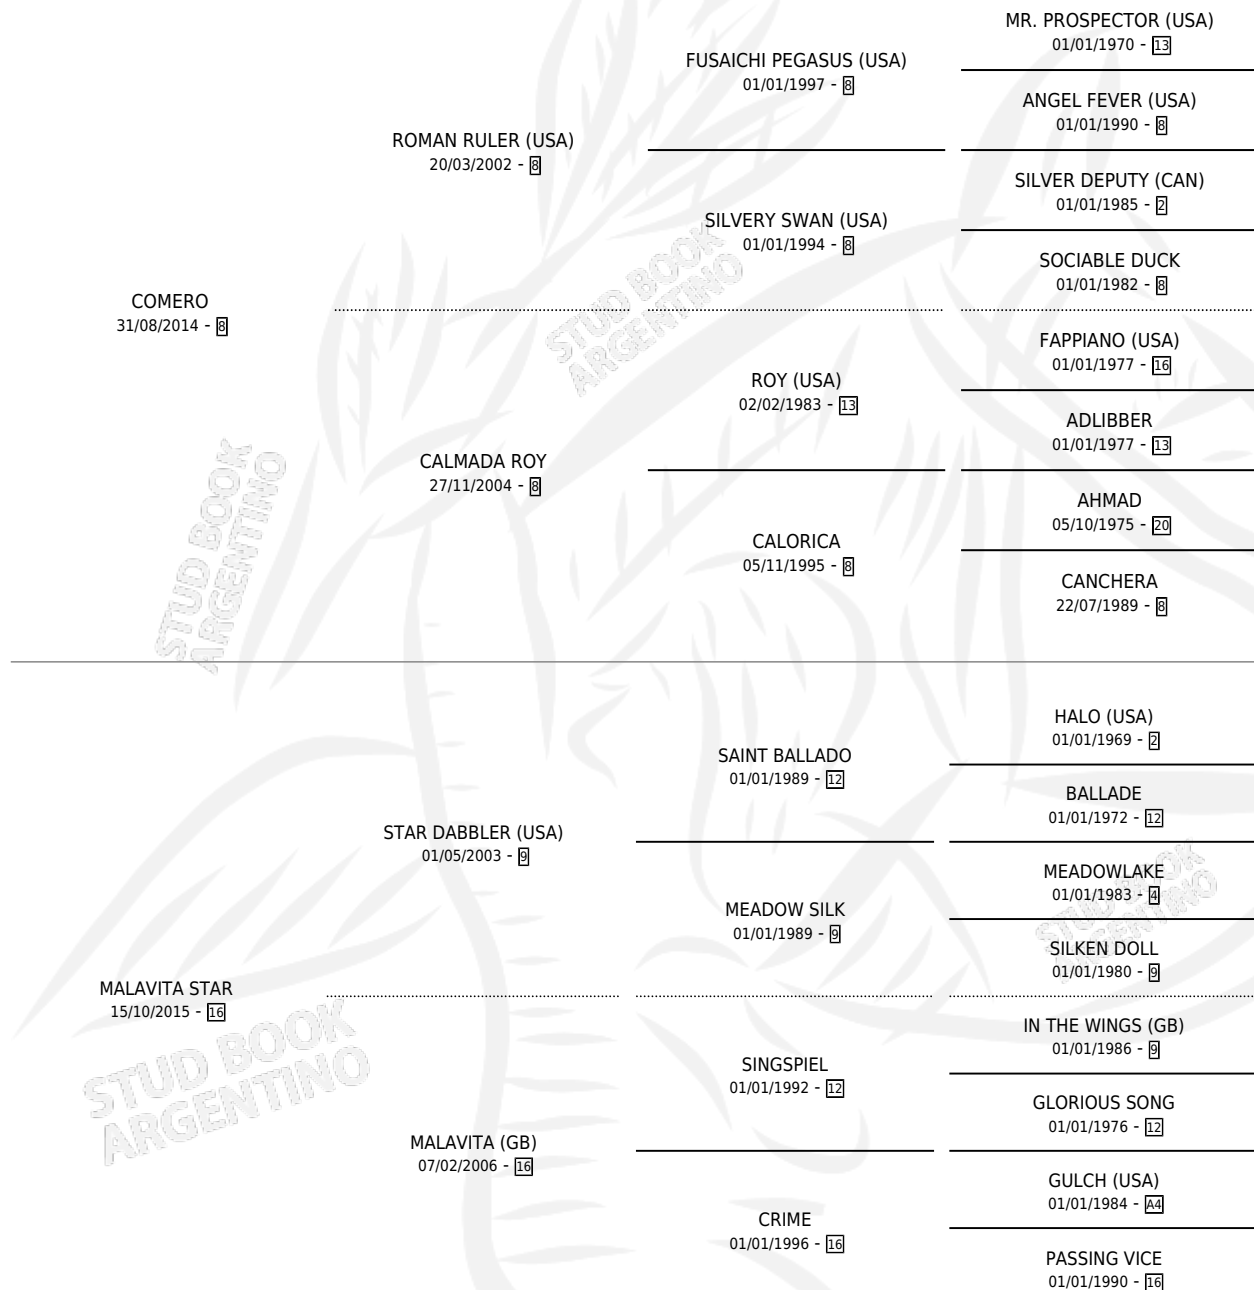 MR. PROSPECTOR (USA)
01/01/1970 - 13
FUSAICHI PEGASUS (USA)
01/01/1997 - 8
ANGEL FEVER (USA)
01/01/1990 - 8
ROMAN RULER (USA)
20/03/2002 - 8
SILVER DEPUTY (CAN)
01/01/1985 - 2
SILVERY SWAN (USA)
01/01/1994 - 8
SOCIABLE DUCK
01/01/1982 - 8
COMERO
31/08/2014 - 8
STUD BOOK
ARGENTINO
FAPPIANO (USA)
01/01/1977 - 16
ROY (USA)
02/02/1983 - 13
ADLIBBER
01/01/1977 - 13
CALMADA ROY
27/11/2004 - 8
AHMAD
05/10/1975 - 20
CALORICA
05/11/1995 - 8
CANCHERA
22/07/1989 - 8
STUD BOOK
ARGENTINO
HALO (USA)
01/01/1969 - 2
SAINT BALLADO
01/01/1989 - 12
BALLADE
01/01/1972 - 12
STAR DABBLER (USA)
01/05/2003 - 9
MEADOWLAKE
01/01/1983 - 4
MEADOW SILK
01/01/1989 - 9
STUD BOOK
ARGENTINO
SILKEN DOLL
01/01/1980 - 9
MALAVITA STAR
15/10/2015 - 16
STUD BOOK
ARGENTINO
IN THE WINGS (GB)
01/01/1986 - 9
SINGSPIEL
01/01/1992 - 12
GLORIOUS SONG
01/01/1976 - 12
MALAVITA (GB)
07/02/2006 - 16
GULCH (USA)
01/01/1984 - A4
CRIME
01/01/1996 - 16
PASSING VICE
01/01/1990 - 16